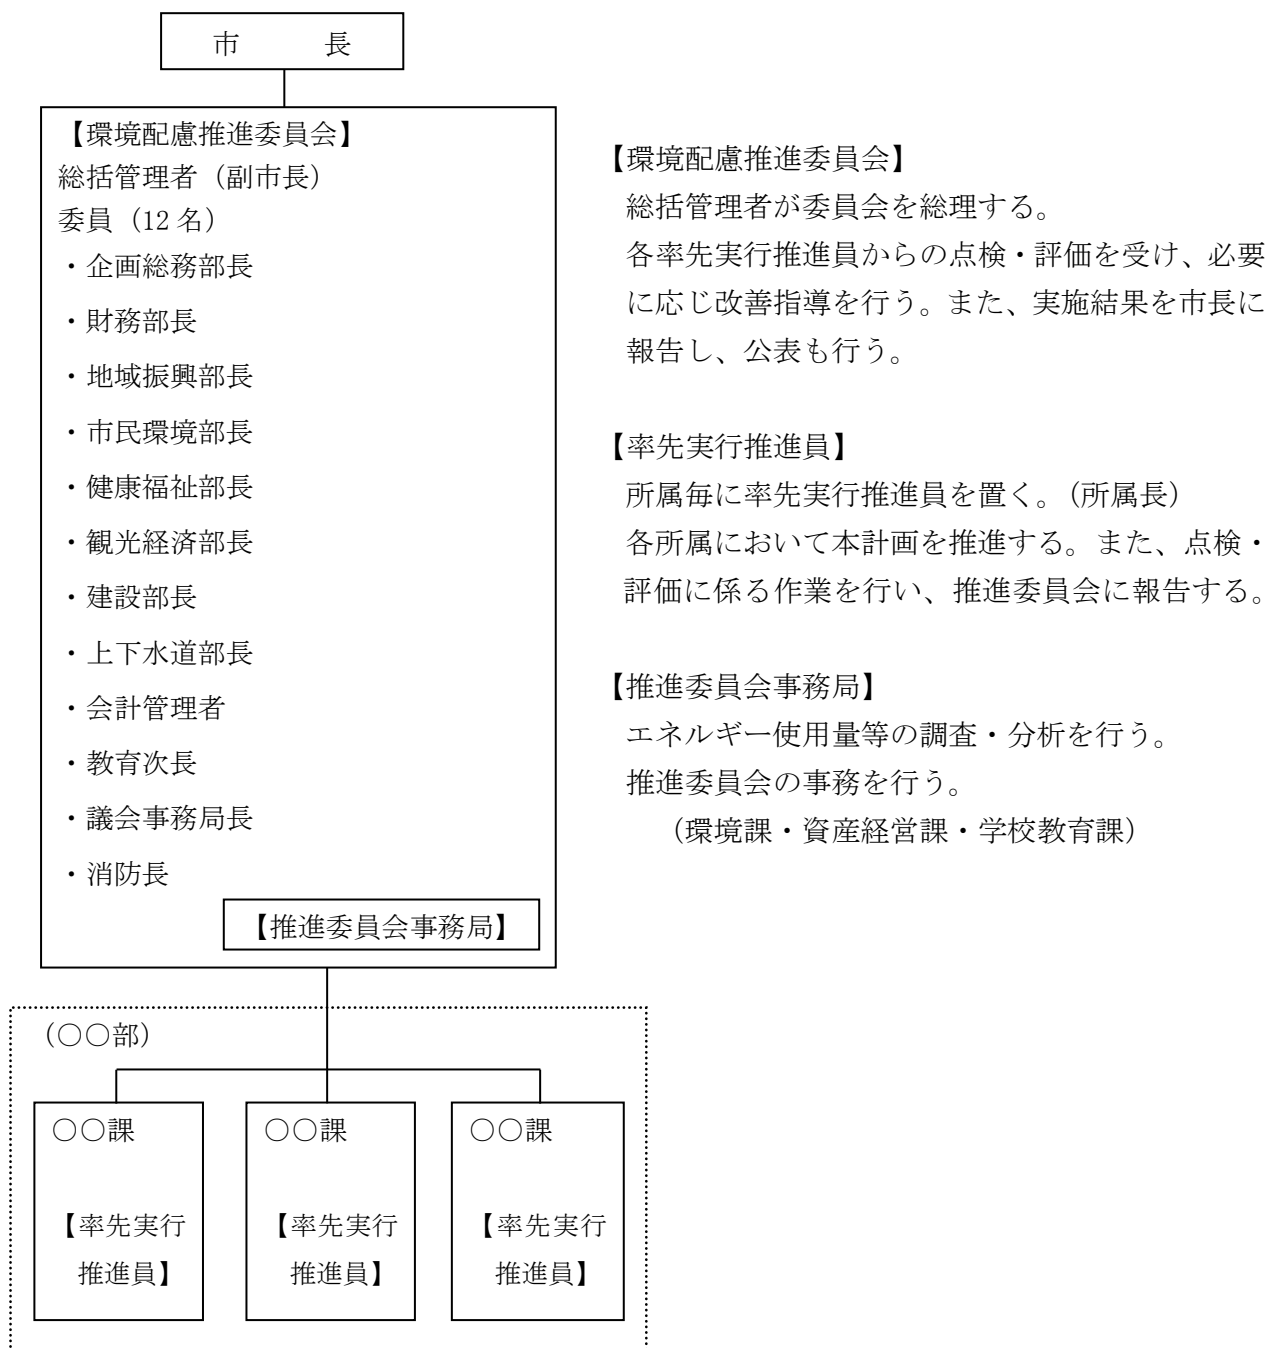 市　長
【環境配慮推進委員会】
総括管理者（副市長）
委員（12名）
・企画総務部長
・財務部長
・地域振興部長
・市民環境部長
・健康福祉部長
・観光経済部長
・建設部長
・上下水道部長
・会計管理者
・教育次長
・議会事務局長
・消防長
【推進委員会事務局】
【環境配慮推進委員会】
総括管理者が委員会を総理する。
各率先実行推進員からの点検・評価を受け、必要
に応じ改善指導を行う。また、実施結果を市長に
報告し、公表も行う。
【率先実行推進員】
所属毎に率先実行推進員を置く。（所属長）
各所属において本計画を推進する。また、点検・
評価に係る作業を行い、推進委員会に報告する。
【推進委員会事務局】
エネルギー使用量等の調査・分析を行う。
推進委員会の事務を行う。
（環境課・資産経営課・学校教育課）
（○○部）
○○課
【率先実行
推進員】
○○課
【率先実行
推進員】
○○課
【率先実行
推進員】